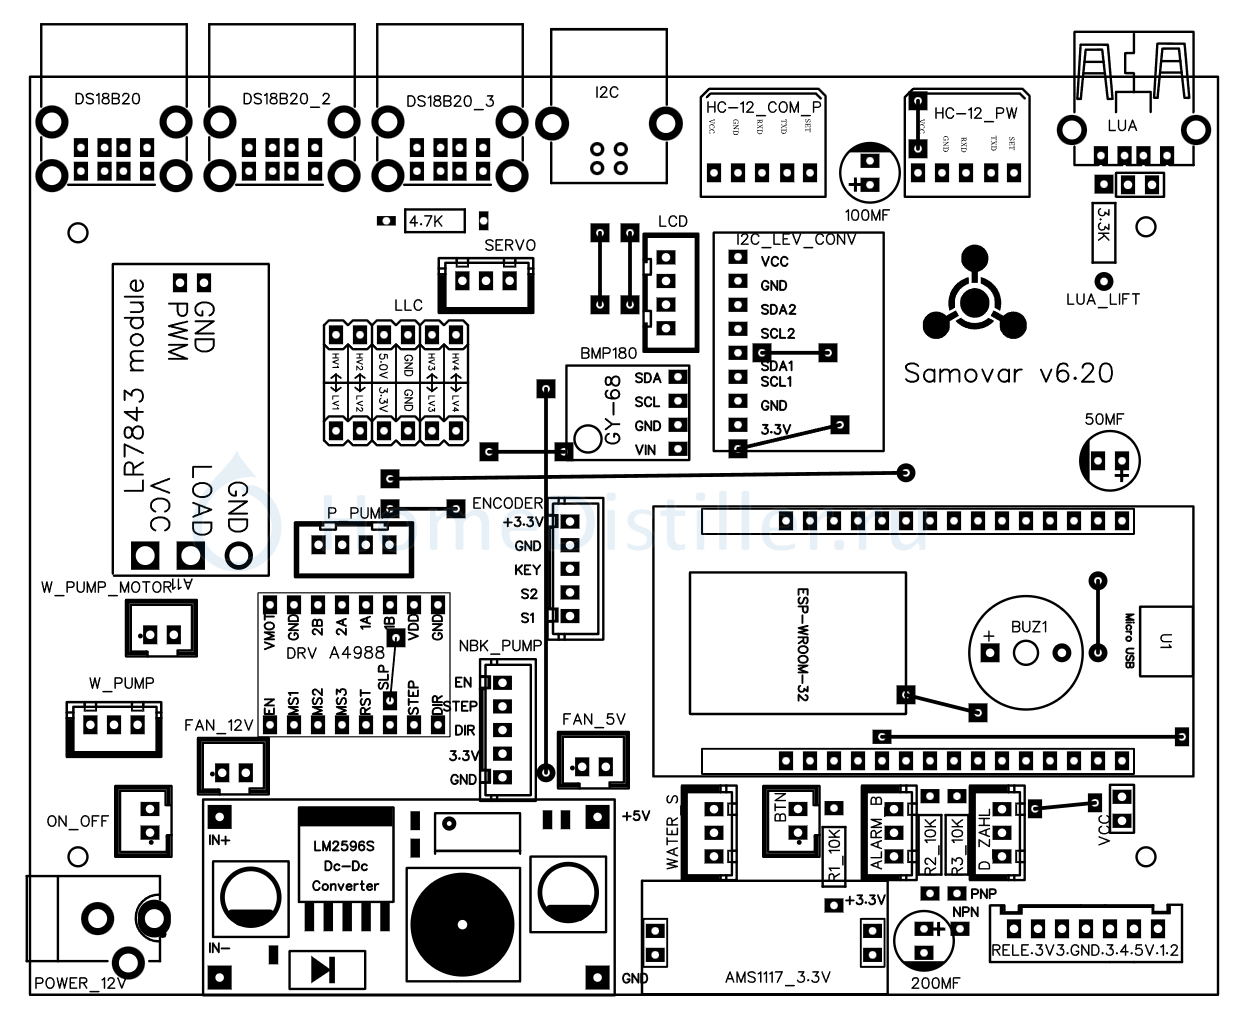 DS18B20
DS18B20_2
DS18B20_3
I2C
HC-12_COM_P
VCC
GND
RXD
TXD
SET
HC-12_PW
VCC
GND
RXD
TXD
SET
LUA
100MF
4.7K
SERVO
LCD
I2C_LEV_CONV
VCC
GND
SDA2
SCL2
SDA1
SCL1
GND
3.3V
3.3K
LUA_LIFT
Samovar v6.20
50MF
GND
PWM
LR7843 module
VCC
LOAD
GND
A11
LLC
HV1
HV2
5.0V
GND
HV3
HV4
LV1
LV2
3.3V
GND
LV3
LV4
BMP180
GY-68
SDA
SCL
GND
VIN
HomeDistiller.ru
P_PUMP
ENCODER
+3.3V
GND
KEY
S2
S1
W_PUMP_MOTOR
VMOT
GND
2B
2A
1A
1B
VDD
GND
DRV A4988
SLP
EN
MS1
MS2
MS3
RST
STEP
DIR
NBK_PUMP
EN
STEP
DIR
3.3V
GND
W_PUMP
FAN_12V
FAN_5V
ESP-WROOM-32
BUZ1
+
Micro USB
U1
ON_OFF
IN+
+5V
LM2596S
Dc-Dc
Converter
IN-
GND
POWER_12V
WATER_S
BTN
R1_10K
ALARM_B
R2_10K
R3_10K
D_ZAHL
VCC
+3.3V
PNP
NPN
AMS1117_3.3V
200MF
RELE.3V3.GND.3.4.5V.1.2